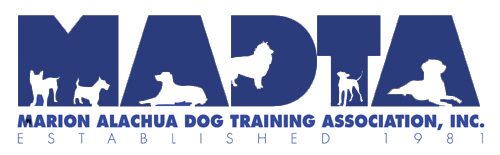 MADTA
MARION ALACHUA DOG TRAINING ASSOCIATION, INC.
ESTABLISHED 1981